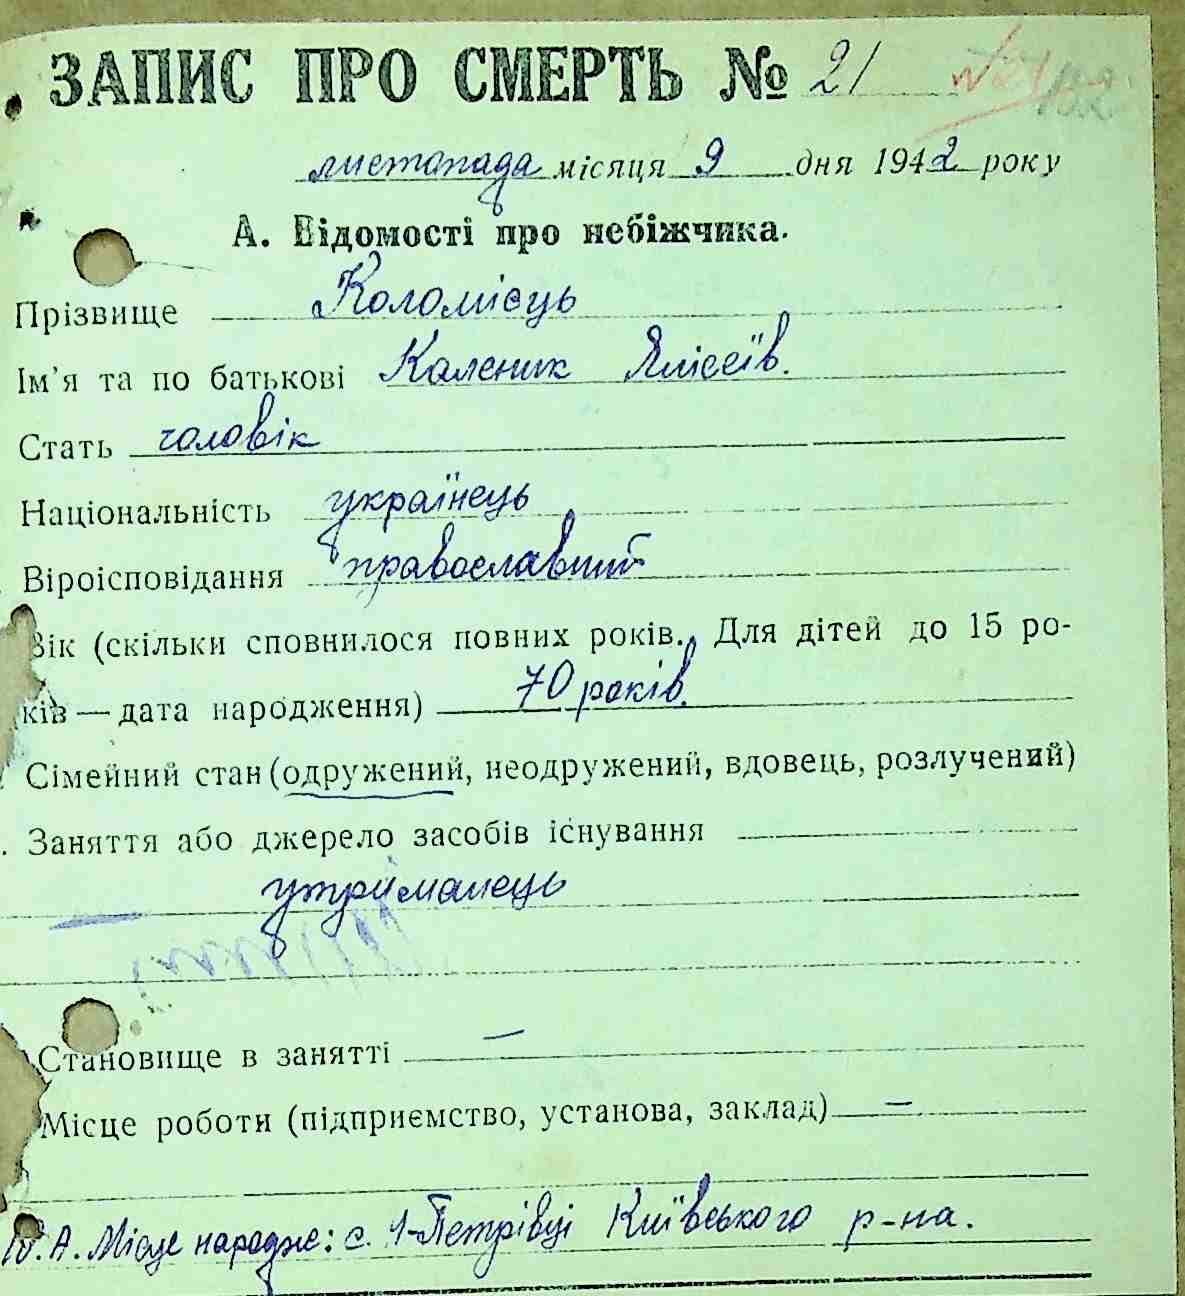 ЗАПИС ПРО СМЕРТЬ № 21 №21
листопада місяця 9 дня 1942 року
А. Відомості про небіжчика.
Прізвище Коломієць
Ім'я та по батькові Каленик Ялісеїв.
Стать чоловік
Національність українець
Віроісповідання православний
Вік (скільки сповнилося повних років. Для дітей до 15 ро-
ків — дата народження) 70 років.
Сімейний стан (одружений, неодружений, вдовець, розлучений)
Заняття або джерело засобів існування
утриманець
Становище в занятті —
Місце роботи (підприємство, установа, заклад) —
10.А. Місце народж: с. 1-Петрівці Київського р-на.